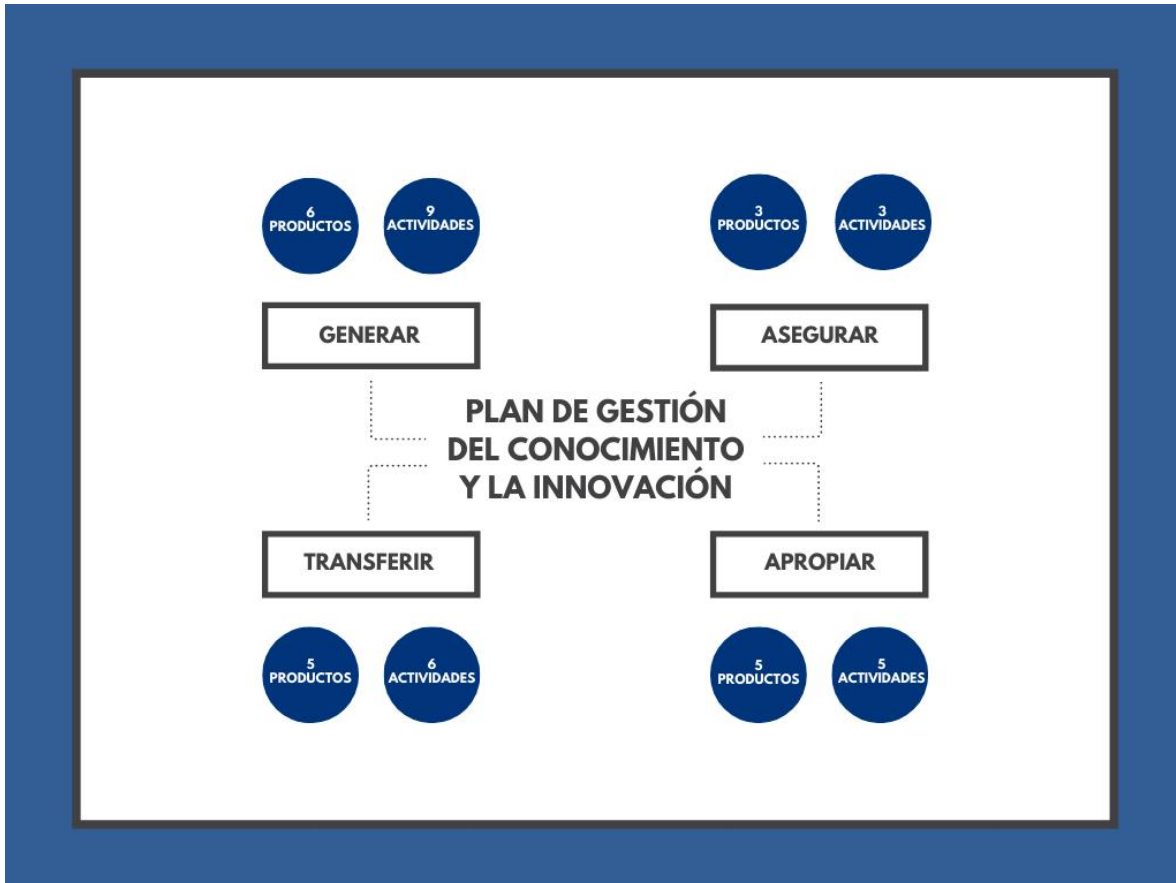 6
PRODUCTOS
9
ACTIVIDADES
3
PRODUCTOS
3
ACTIVIDADES
GENERAR
ASEGURAR
PLAN DE GESTIÓN
DEL CONOCIMIENTO
Y LA INNOVACIÓN
TRANSFERIR
APROPIAR
5
PRODUCTOS
6
ACTIVIDADES
5
PRODUCTOS
5
ACTIVIDADES